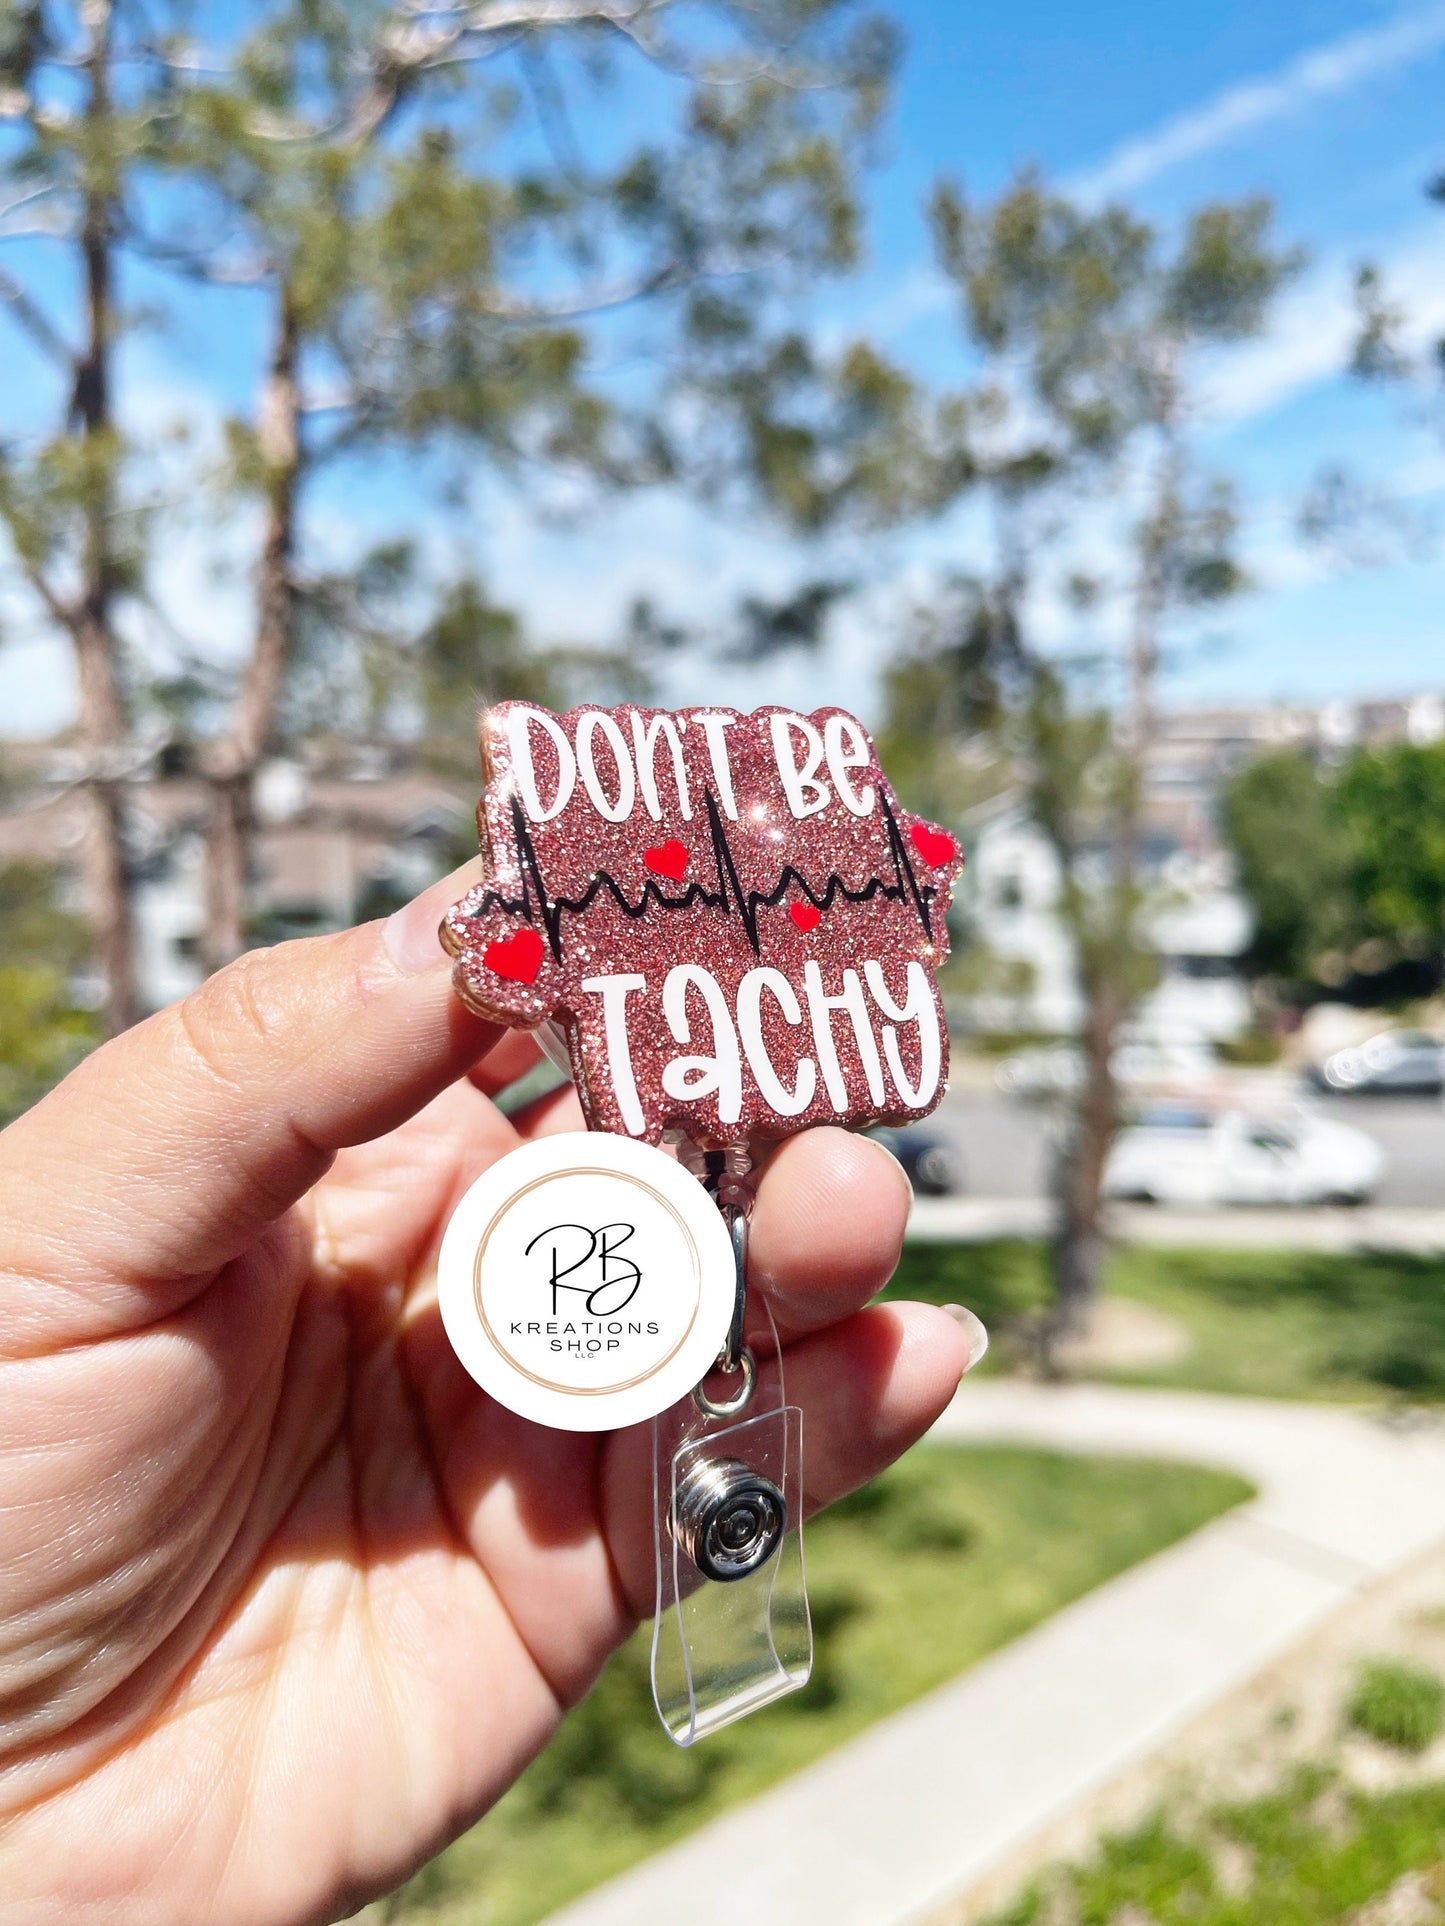 DON'T BE
TACHY
RB
KREATIONS
SHOP
LLC